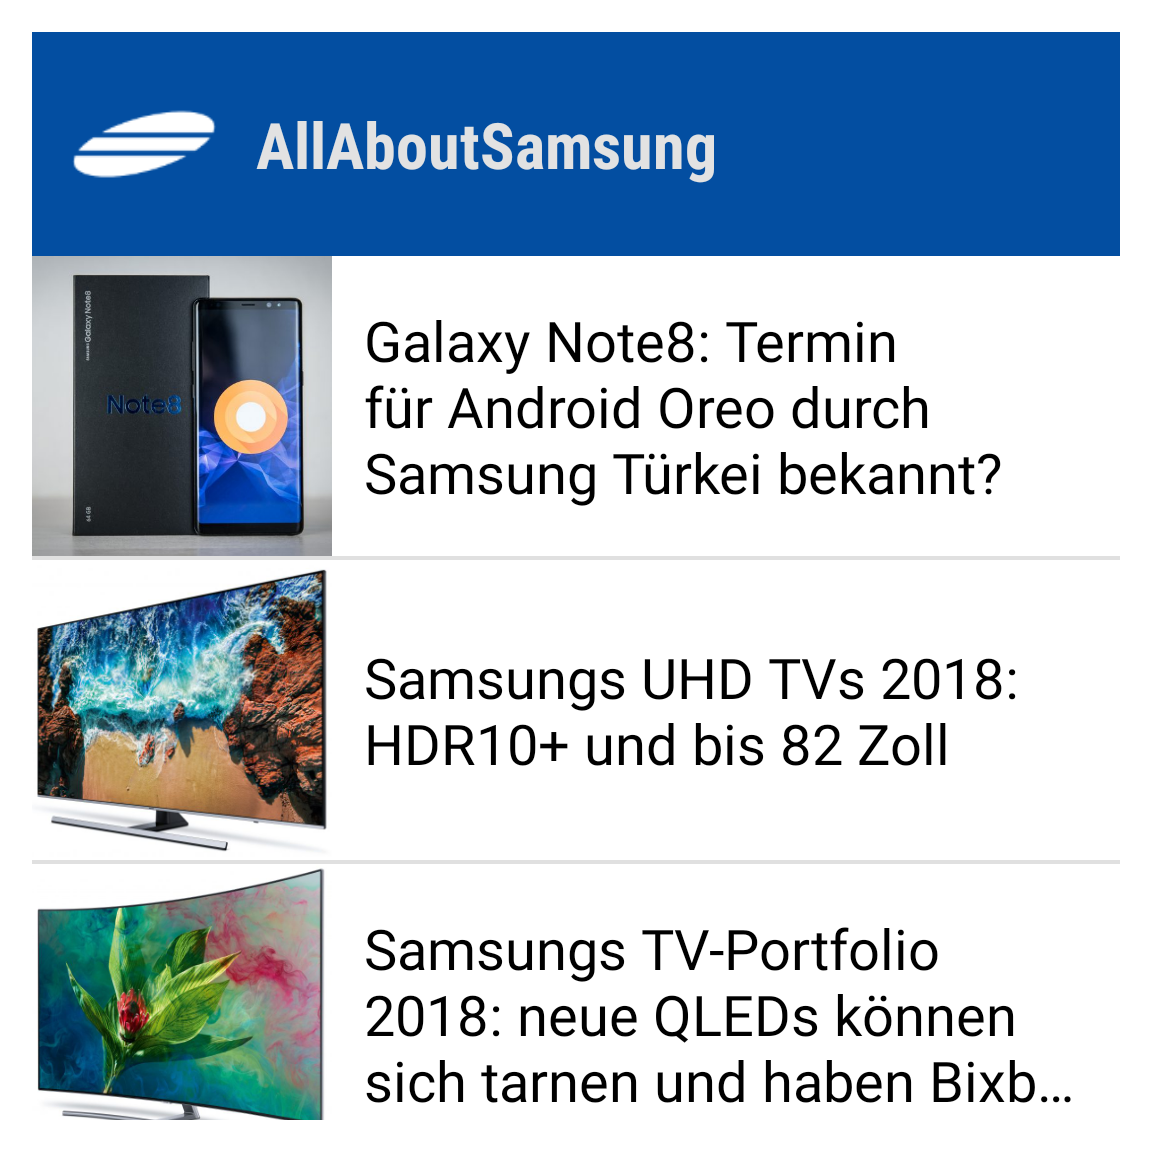 AllAboutSamsung
SAMSUNG Galaxy Note8
Note8
64 GB
Galaxy Note8: Termin
für Android Oreo durch
Samsung Türkei bekannt?
Samsungs UHD TVs 2018:
HDR10+ und bis 82 Zoll
Samsungs TV-Portfolio
2018: neue QLEDs können
sich tarnen und haben Bixb…